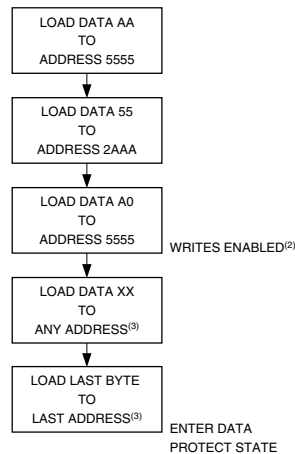 LOAD DATA AA
TO
ADDRESS 5555
LOAD DATA 55
TO
ADDRESS 2AAA
LOAD DATA A0
TO
ADDRESS 5555
WRITES ENABLED(2)
LOAD DATA XX
TO
ANY ADDRESS(3)
LOAD LAST BYTE
TO
LAST ADDRESS(3)
ENTER DATA
PROTECT STATE